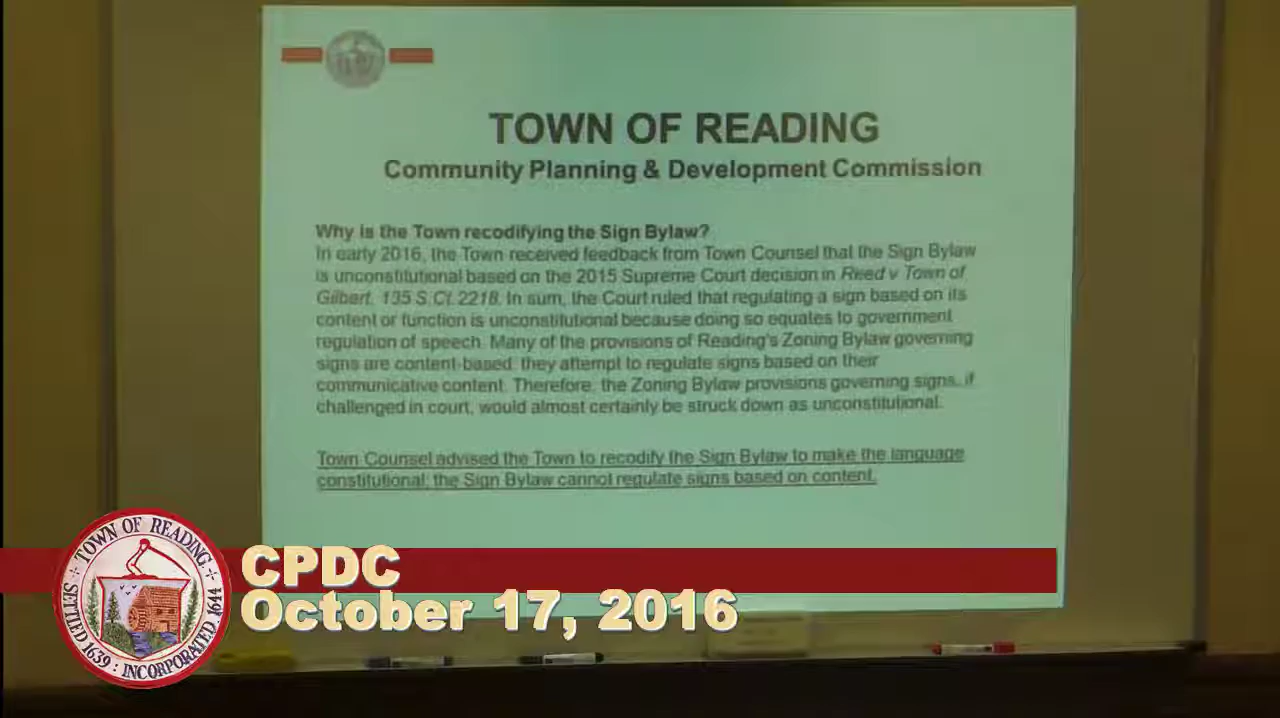 TOWN OF READING
Community Planning & Development Commission
Why is the Town recodifying the Sign Bylaw?
In early 2016, the Town received feedback from Town Counsel that the Sign Bylaw
is unconstitutional based on the 2015 Supreme Court decision in Reed v Town of
Gilbert, 135 S.Ct. 2218. In sum, the Court ruled that regulating a sign based on its
content or function is unconstitutional because doing so equates to government
regulation of speech. Many of the provisions of Reading's Zoning Bylaw governing
signs are content-based; they attempt to regulate signs based on their
communicative content. Therefore, the Zoning Bylaw provisions governing signs, if
challenged in court, would almost certainly be struck down as unconstitutional.
Town Counsel advised the Town to recodify the Sign Bylaw to make the language
constitutional; the Sign Bylaw cannot regulate signs based on content.
TOWN OF READING
SETTLED 1639 : INCORPORATED 1644
CPDC
October 17, 2016